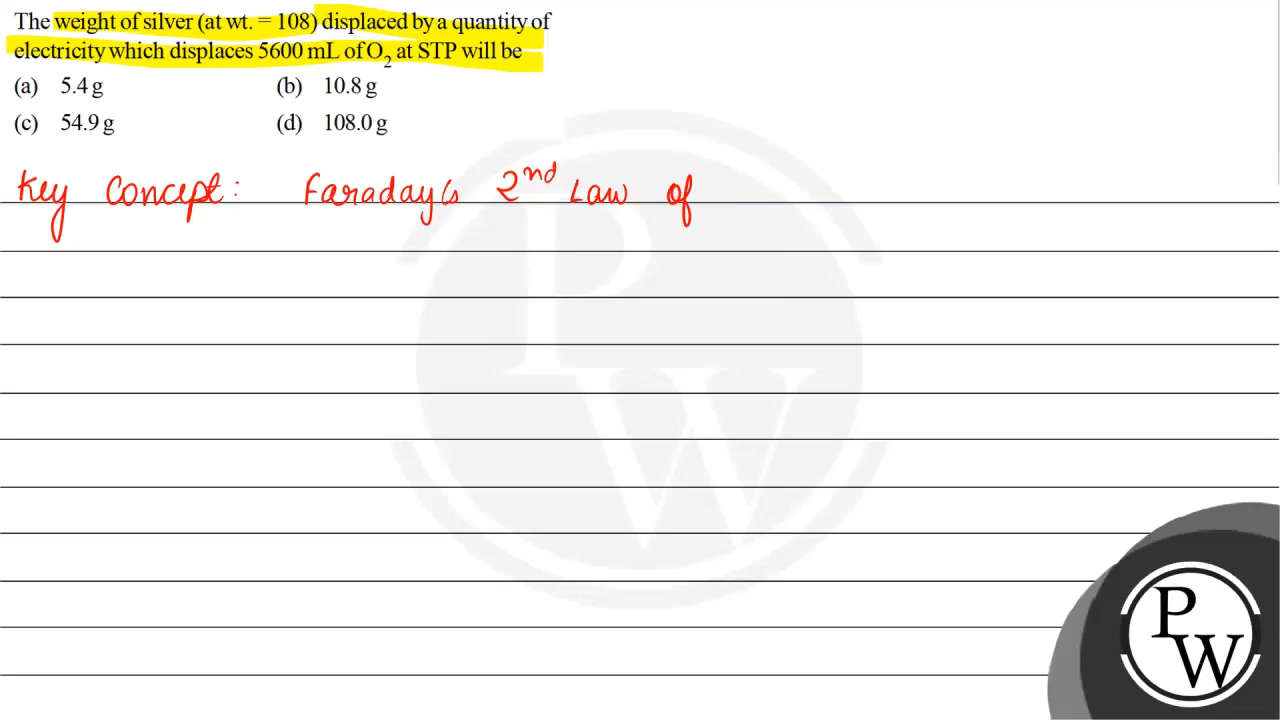 The weight of silver (at wt. = 108) displaced by a quantity of
electricity which displaces 5600 mL of O₂ at STP will be
(a) 5.4 g (b) 10.8 g
(c) 54.9 g (d) 108.0 g
Key Concept: Faraday's 2nd Law of
P
W
P
W